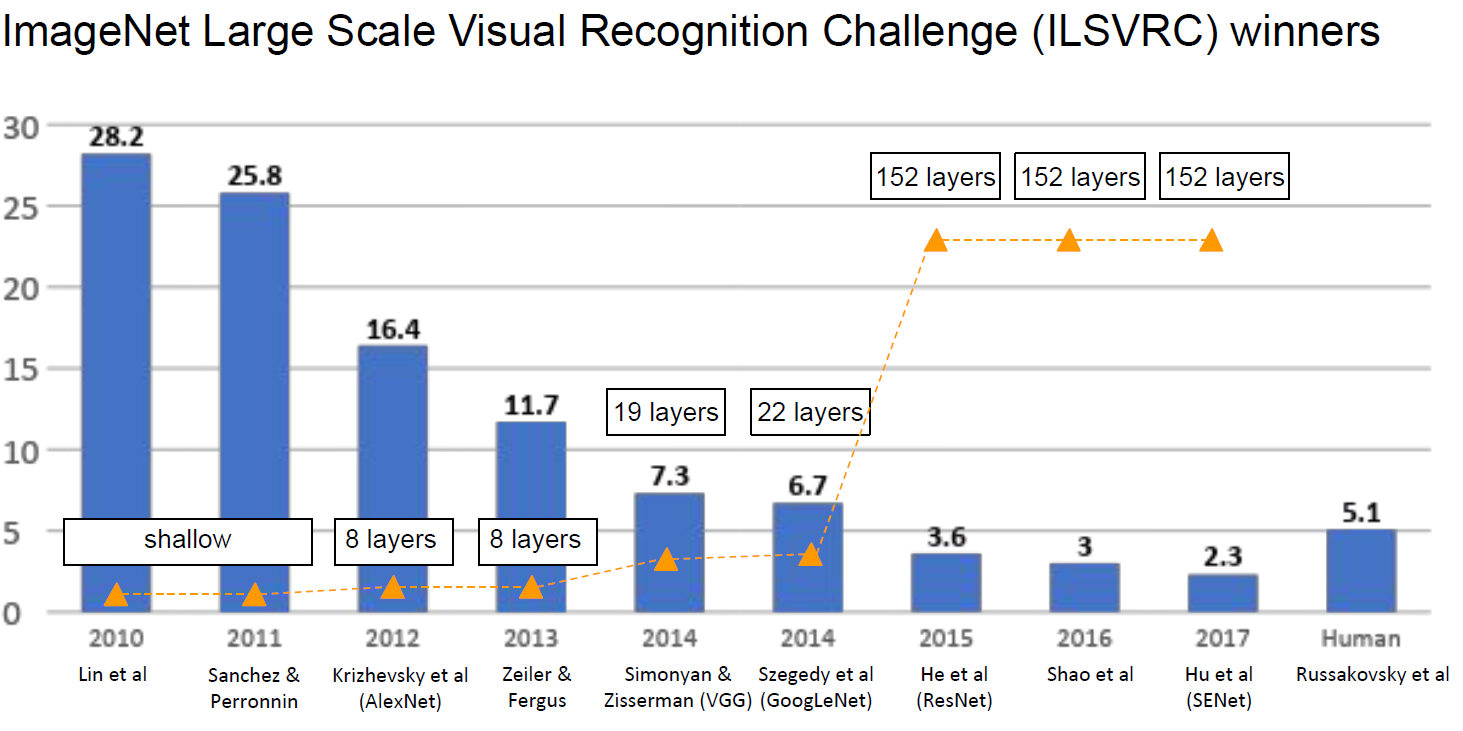 ImageNet Large Scale Visual Recognition Challenge (ILSVRC) winners
30
28.2
25.8
152 layers 152 layers 152 layers
25
20
16.4
15
11.7
19 layers 22 layers
10
7.3
6.7
5
shallow
8 layers
8 layers
3.6
3
2.3
5.1
0
2010 2011 2012 2013 2014 2014 2015 2016 2017 Human
Lin et al
Sanchez &
Perronnin
Krizhevsky et al
(AlexNet)
Zeiler &
Fergus
Simonyan &
Zisserman (VGG)
Szegedy et al
(GoogLeNet)
He et al
(ResNet)
Shao et al
Hu et al
(SENet)
Russakovsky et al